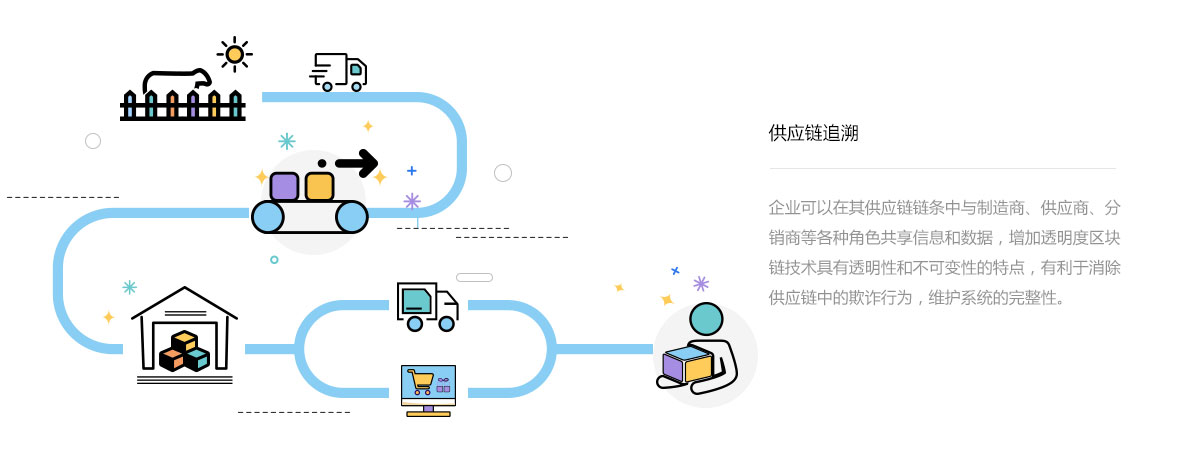 供应链追溯
企业可以在其供应链链条中与制造商、供应商、分
销商等各种角色共享信息和数据，增加透明度区块
链技术具有透明性和不可变性的特点，有利于消除
供应链中的欺诈行为，维护系统的完整性。